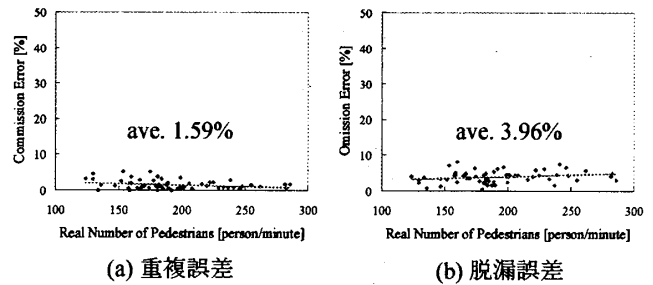 50
40
30
20
10
0
Commission Error [%]
ave. 1.59%
100 150 200 250 300
Real Number of Pedestrians [person/minute]
(a) 重複誤差
50
40
30
20
10
0
Omission Error [%]
ave. 3.96%
100 150 200 250 300
Real Number of Pedestrians [person/minute]
(b) 脱漏誤差